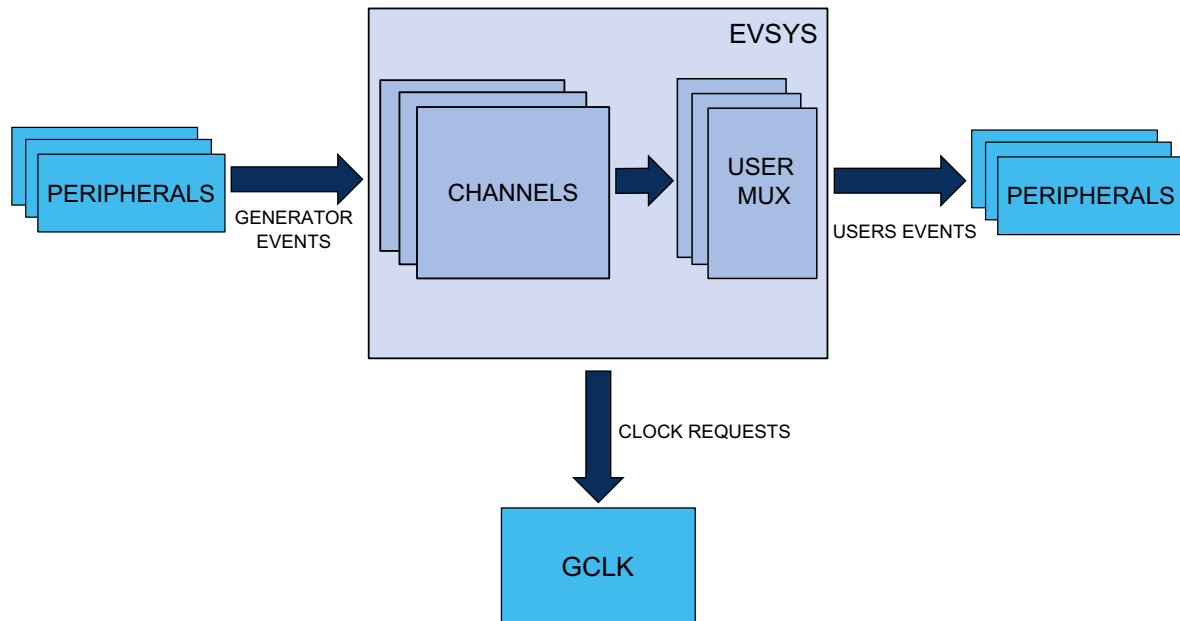 EVSYS
PERIPHERALS
GENERATOR
EVENTS
CHANNELS
USER
MUX
USERS EVENTS
PERIPHERALS
CLOCK REQUESTS
GCLK